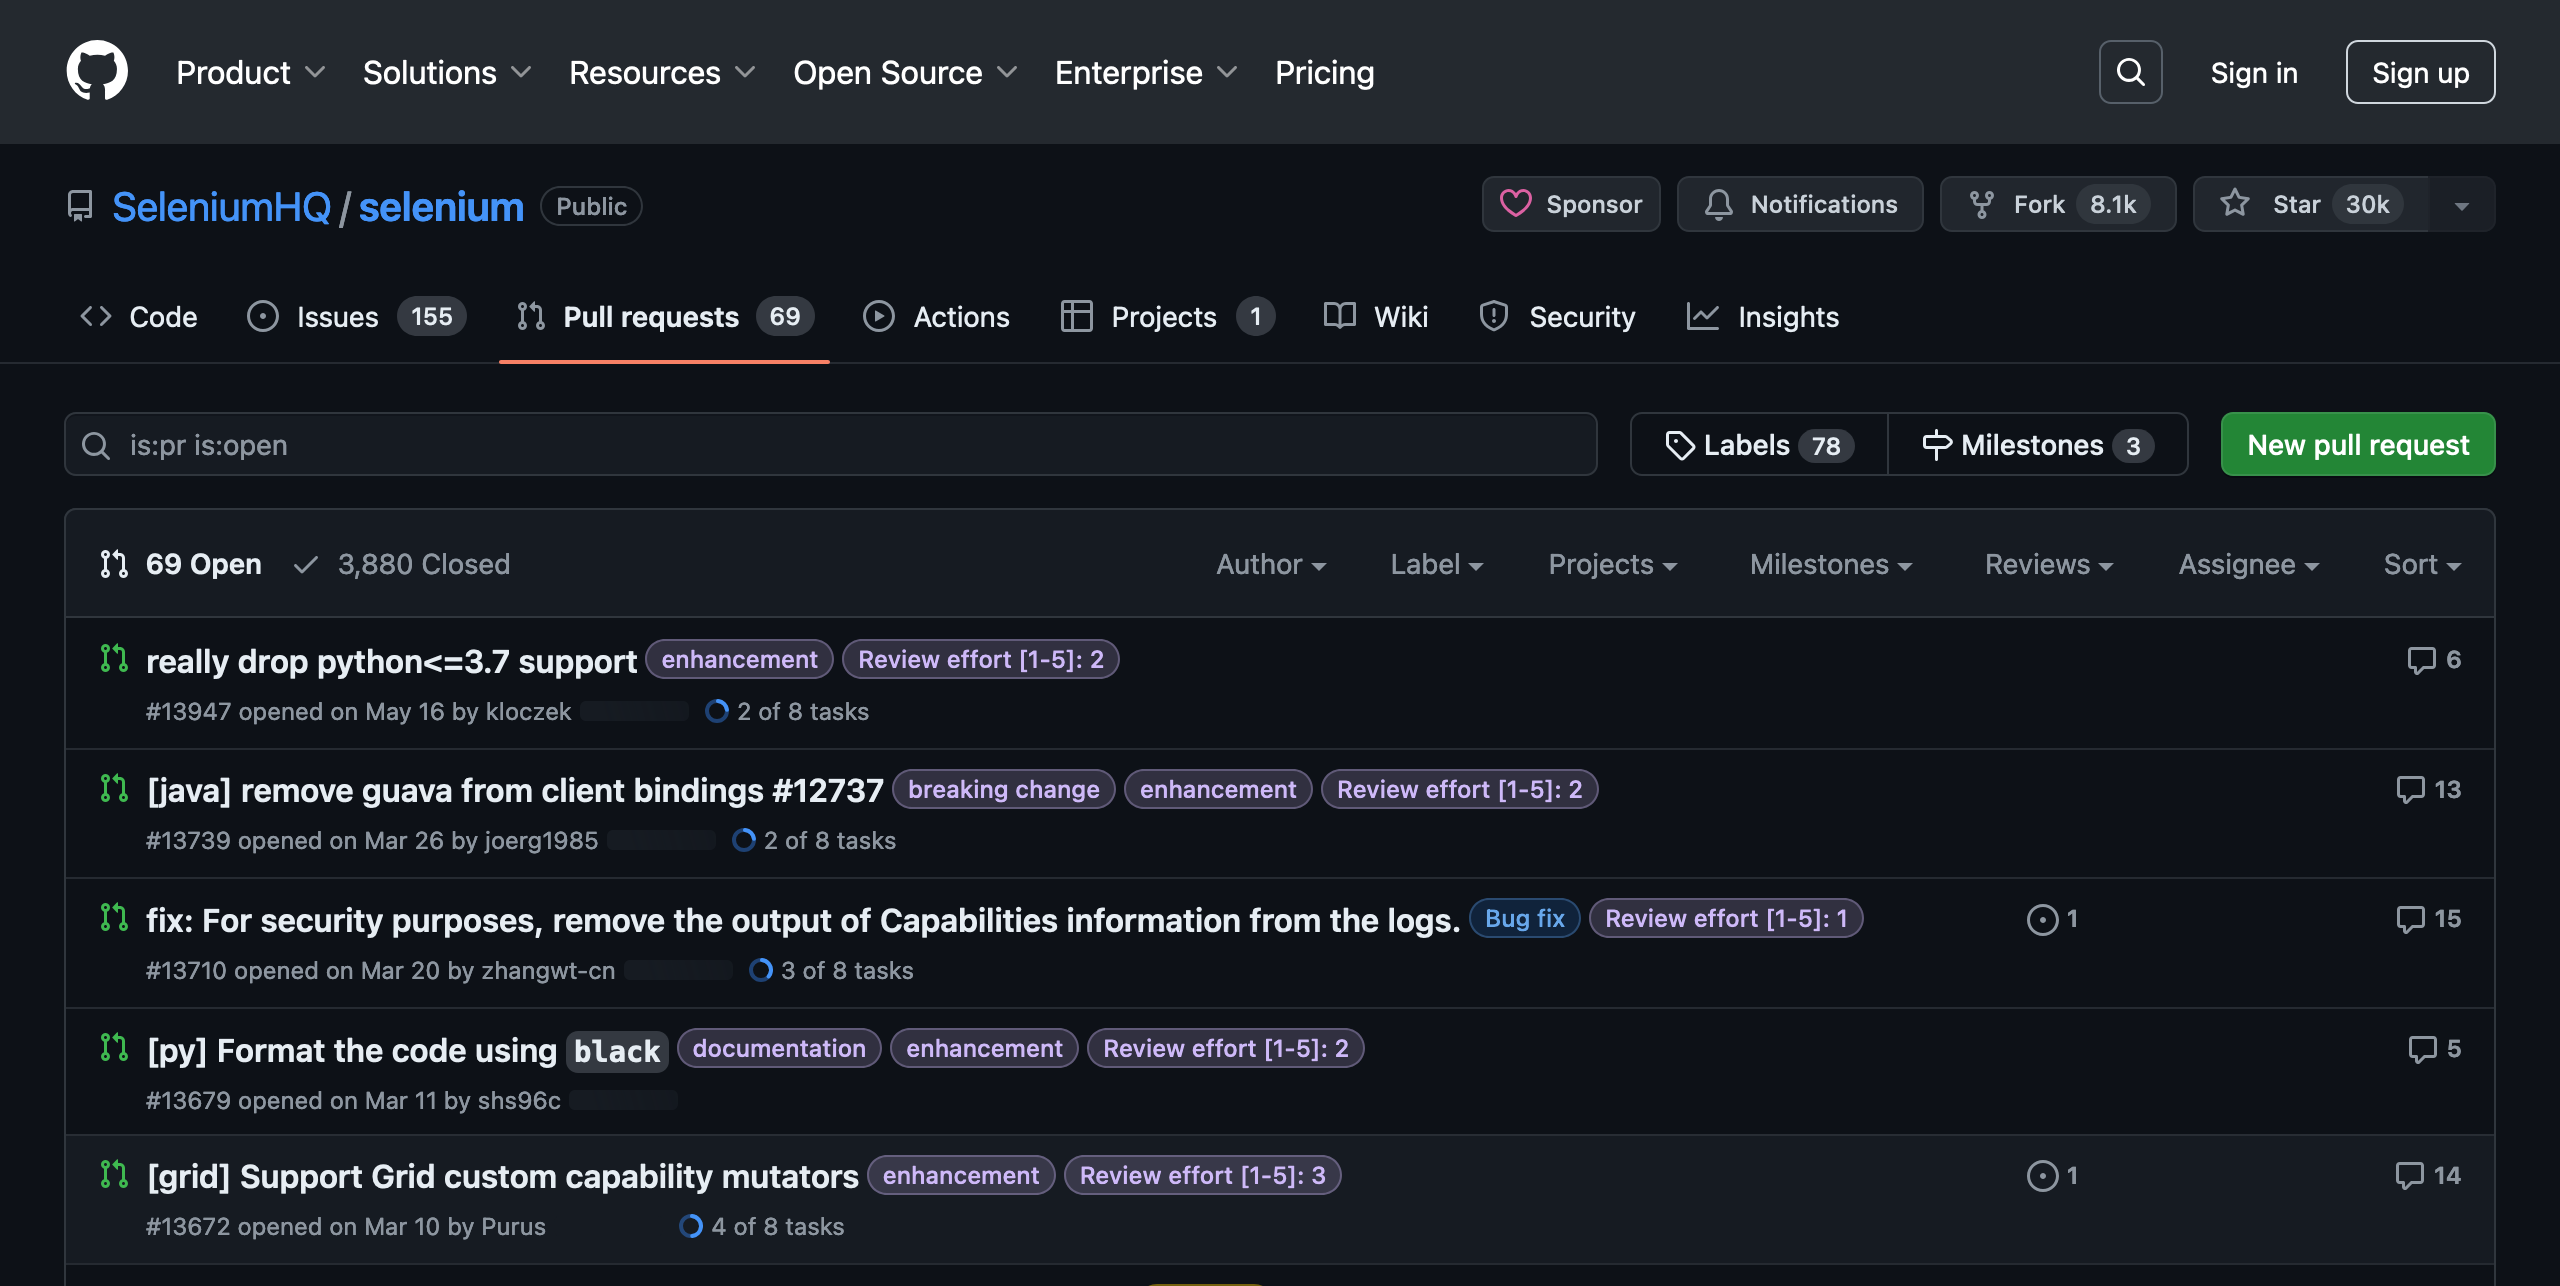 Product Solutions Resources Open Source Enterprise Pricing Sign in Sign up
SeleniumHQ / selenium Public Sponsor Notifications Fork 8.1k Star 30k
Code Issues 155 Pull requests 69 Actions Projects 1 Wiki Security Insights
is:pr is:open Labels 78 Milestones 3 New pull request
69 Open 3,880 Closed Author Label Projects Milestones Reviews Assignee Sort
really drop python<=3.7 support enhancement Review effort [1-5]: 2 6
#13947 opened on May 16 by kloczek 2 of 8 tasks
[java] remove guava from client bindings #12737 breaking change enhancement Review effort [1-5]: 2 13
#13739 opened on Mar 26 by joerg1985 2 of 8 tasks
fix: For security purposes, remove the output of Capabilities information from the logs. Bug fix Review effort [1-5]: 1 1 15
#13710 opened on Mar 20 by zhangwt-cn 3 of 8 tasks
[py] Format the code using black documentation enhancement Review effort [1-5]: 2 5
#13679 opened on Mar 11 by shs96c
[grid] Support Grid custom capability mutators enhancement Review effort [1-5]: 3 1 14
#13672 opened on Mar 10 by Purus 4 of 8 tasks